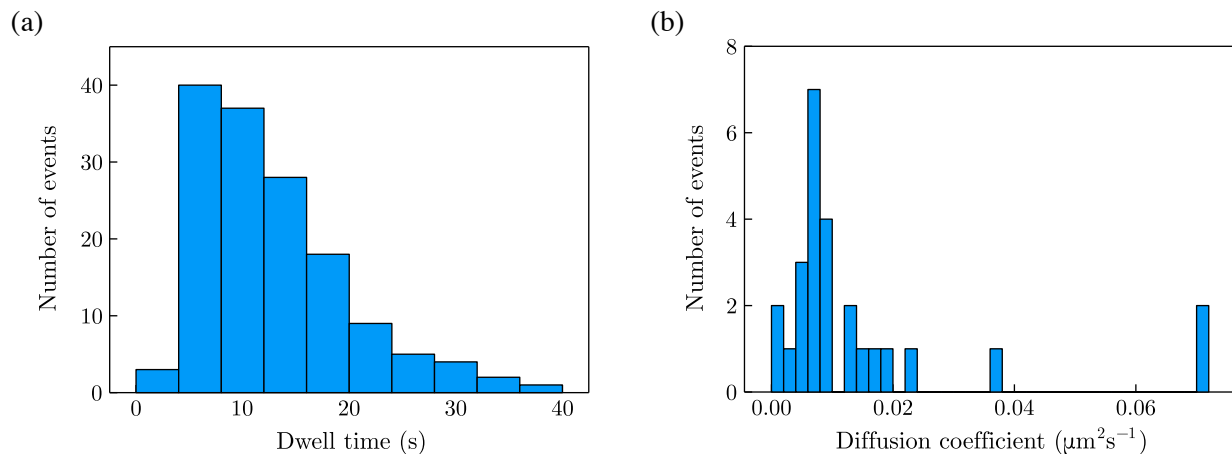 (a)
40
30
20
10
0
Number of events
0 10 20 30 40
Dwell time (s)
(b)
8
6
4
2
0
Number of events
0.00 0.02 0.04 0.06
Diffusion coefficient (μm²s⁻¹)